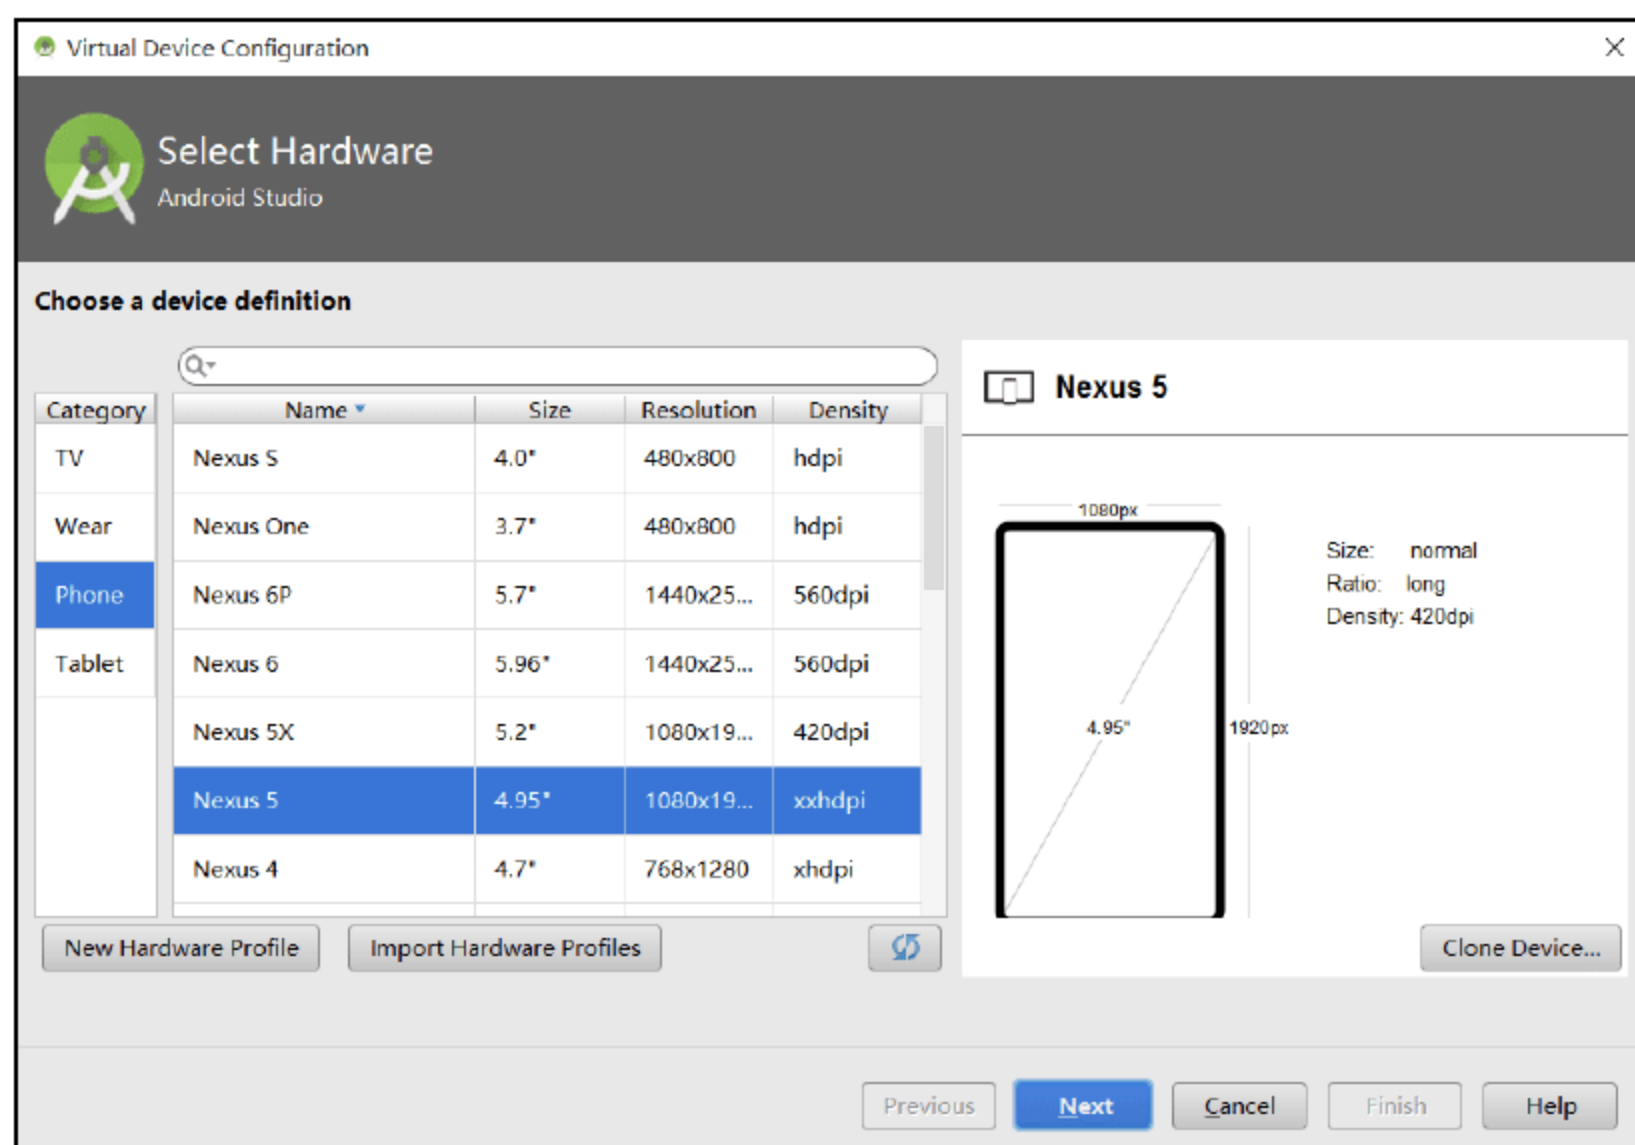 Virtual Device Configuration
Select Hardware
Android Studio
Choose a device definition
Category Name Size Resolution Density
TV
Wear
Phone
Tablet
Nexus S 4.0" 480x800 hdpi
Nexus One 3.7" 480x800 hdpi
Nexus 6P 5.7" 1440x25... 560dpi
Nexus 6 5.96" 1440x25... 560dpi
Nexus 5X 5.2" 1080x19... 420dpi
Nexus 5 4.95" 1080x19... xxhdpi
Nexus 4 4.7" 768x1280 xhdpi
New Hardware Profile Import Hardware Profiles
Nexus 5
1080px
4.95"
1920px
Size: normal
Ratio: long
Density: 420dpi
Clone Device...
Previous Next Cancel Finish Help